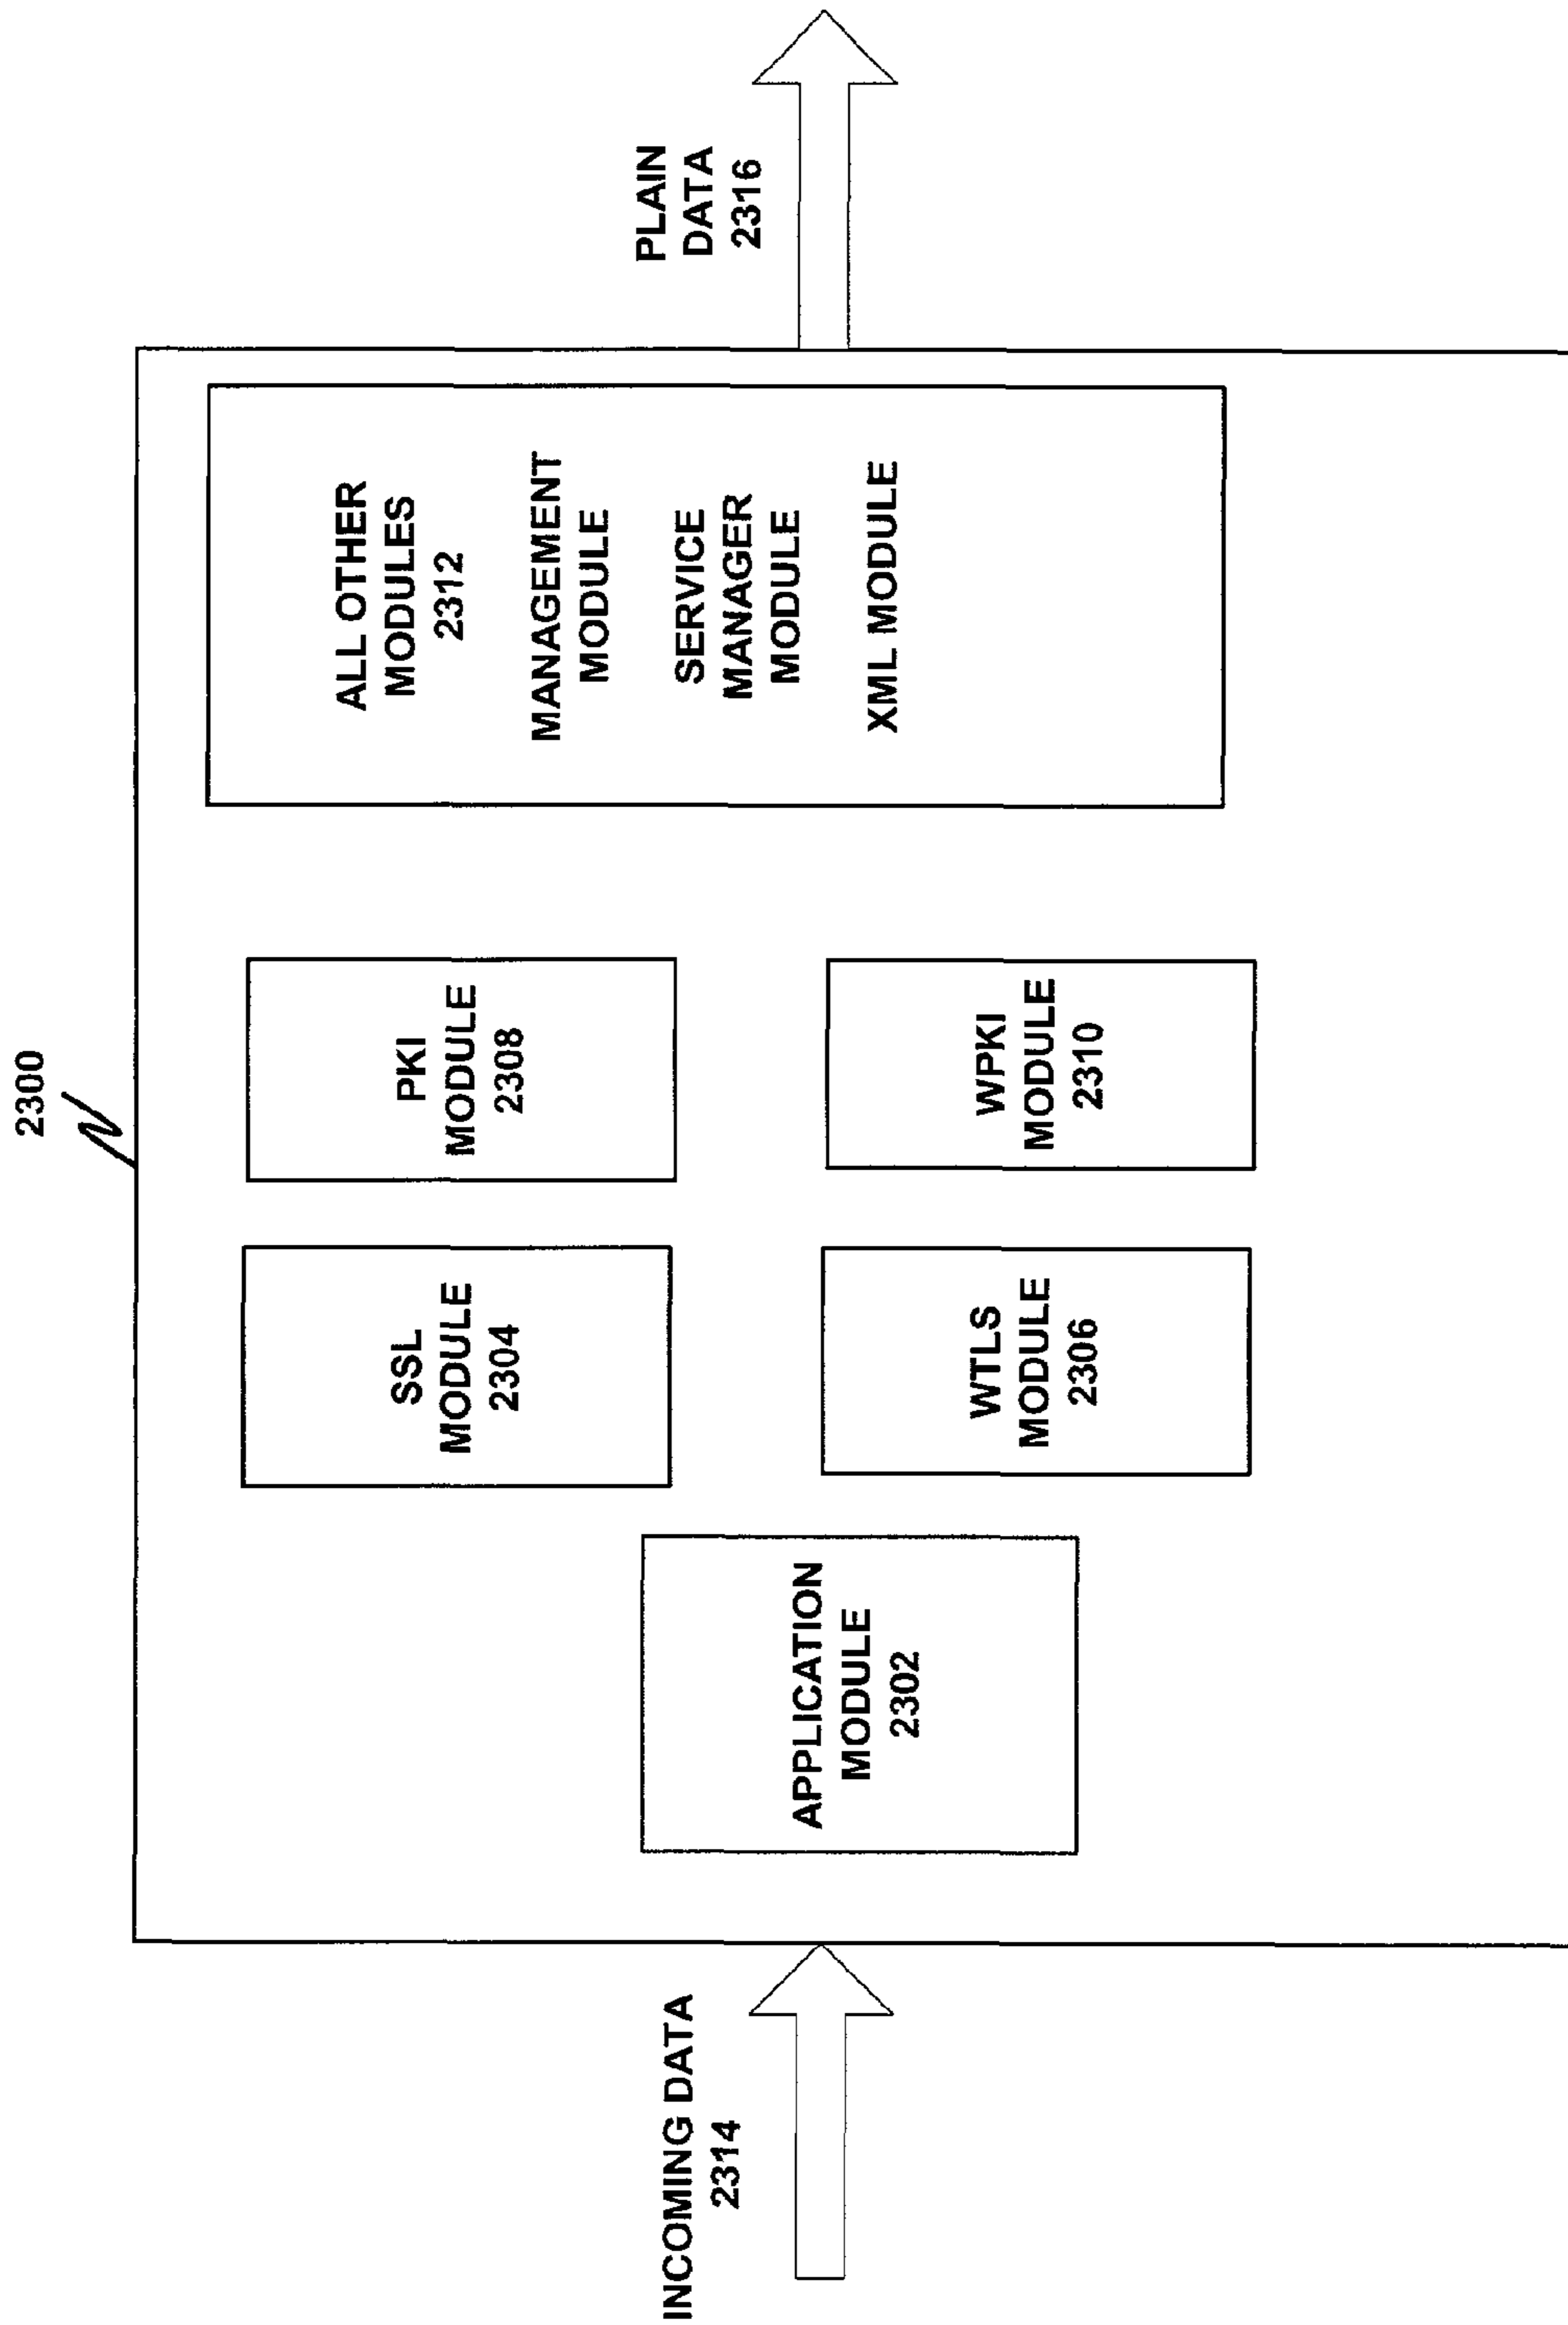 2300
INCOMING DATA
2314
APPLICATION
MODULE
2302
SSL
MODULE
2304
WTLS
MODULE
2306
PKI
MODULE
2308
WPKI
MODULE
2310
ALL OTHER
MODULES
2312
MANAGEMENT
MODULE
SERVICE
MANAGER
MODULE
XML MODULE
PLAIN
DATA
2316